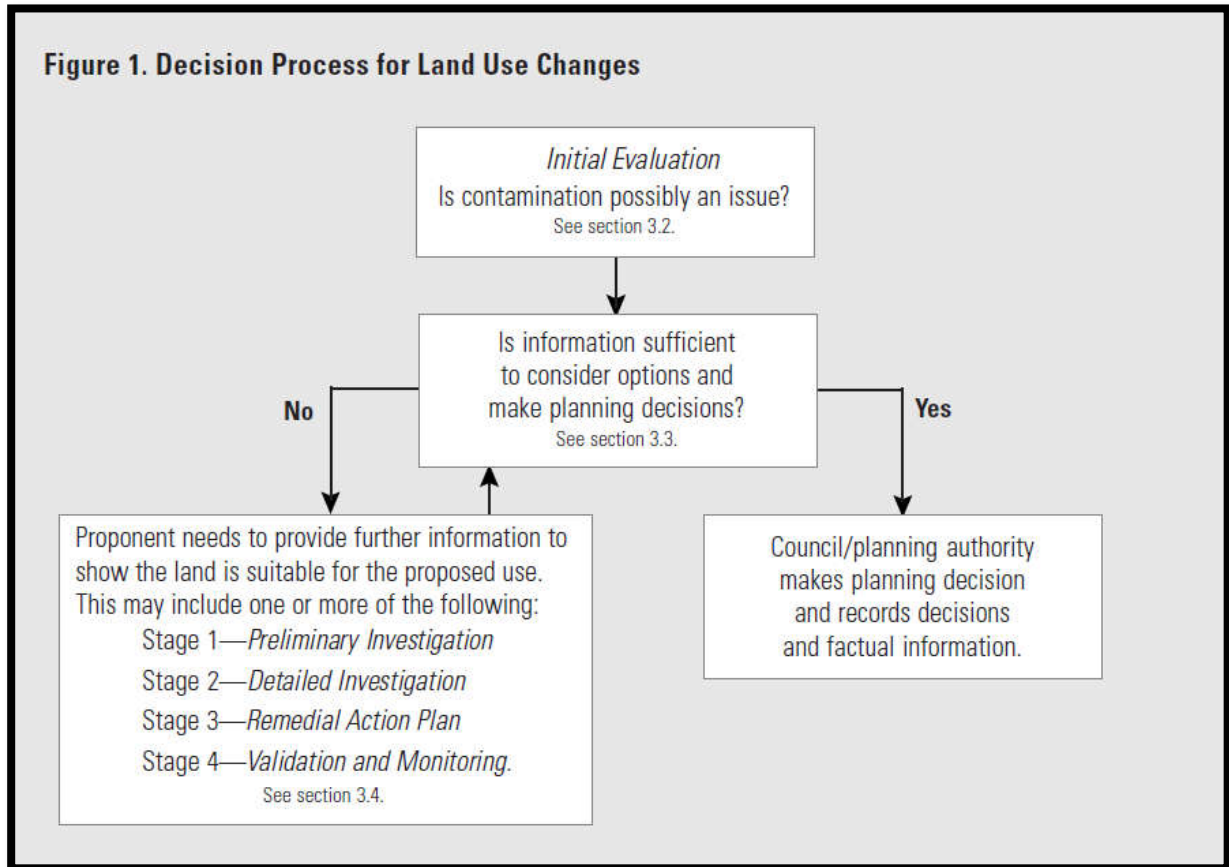 Figure 1. Decision Process for Land Use Changes
Initial Evaluation
Is contamination possibly an issue?
See section 3.2.
Is information sufficient
to consider options and
make planning decisions?
See section 3.3.
No
Yes
Proponent needs to provide further information to
show the land is suitable for the proposed use.
This may include one or more of the following:
Stage 1—Preliminary Investigation
Stage 2—Detailed Investigation
Stage 3—Remedial Action Plan
Stage 4—Validation and Monitoring.
See section 3.4.
Council/planning authority
makes planning decision
and records decisions
and factual information.